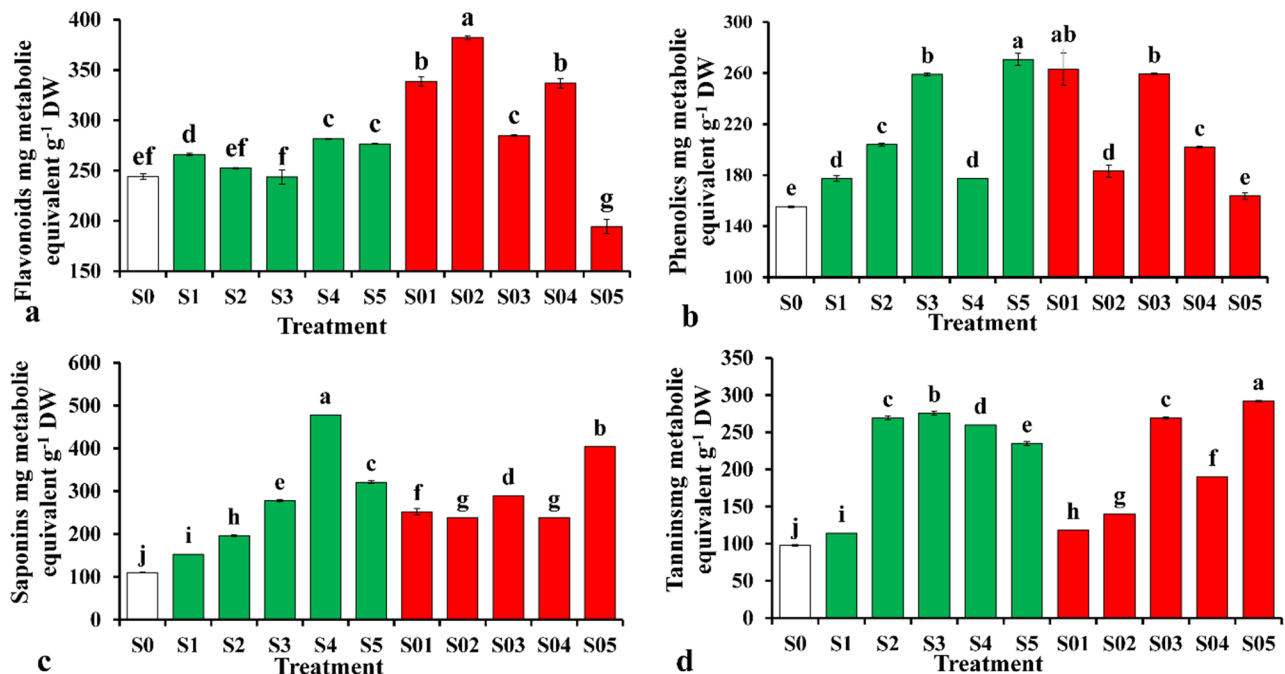 Flavonoids mg metabolie
equivalent g-1 DW
400
350
300
250
200
150
ef
d
ef
f
c
c
b
a
c
b
g
S0 S1 S2 S3 S4 S5 S01 S02 S03 S04 S05
Treatment
a
Phenolics mg metabolie
equivalent g-1 DW
300
260
220
180
140
100
e
d
c
b
d
a
ab
d
b
c
e
S0 S1 S2 S3 S4 S5 S01 S02 S03 S04 S05
Treatment
b
Saponins mg metabolie
equivalent g-1 DW
600
500
400
300
200
100
0
j
i
h
e
a
c
f
g
d
g
b
S0 S1 S2 S3 S4 S5 S01 S02 S03 S04 S05
Treatment
c
Tanninsmg metabolie
equivalent g-1 DW
350
300
250
200
150
100
50
0
j
i
c
b
d
e
h
g
c
f
a
S0 S1 S2 S3 S4 S5 S01 S02 S03 S04 S05
Treatment
d